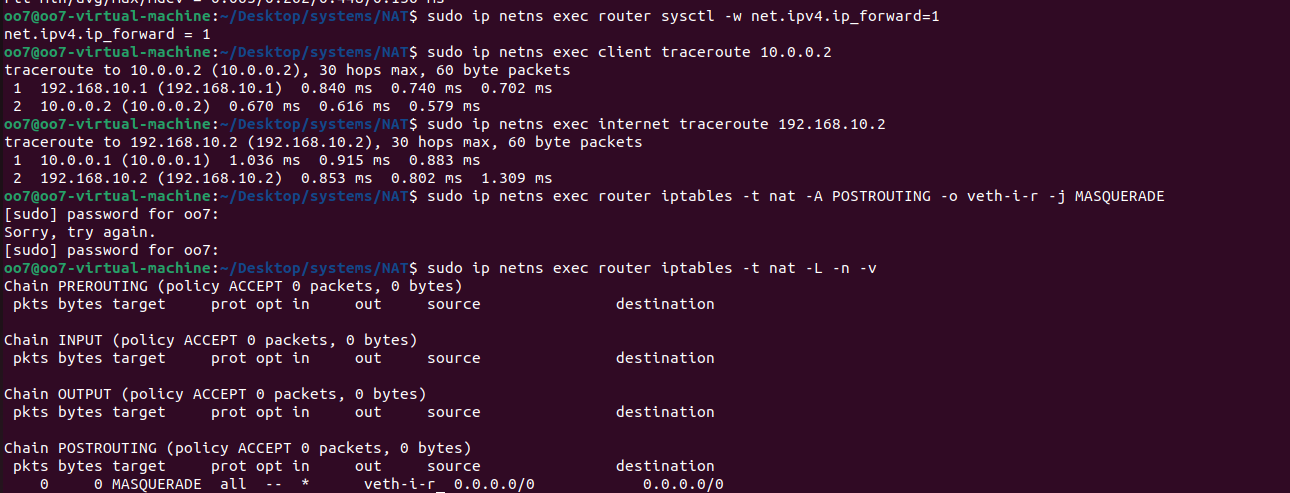 oo7@oo7-virtual-machine:~/Desktop/systems/NAT$ sudo ip netns exec router sysctl -w net.ipv4.ip_forward=1
net.ipv4.ip_forward = 1
oo7@oo7-virtual-machine:~/Desktop/systems/NAT$ sudo ip netns exec client traceroute 10.0.0.2
traceroute to 10.0.0.2 (10.0.0.2), 30 hops max, 60 byte packets
 1  192.168.10.1 (192.168.10.1)  0.840 ms  0.740 ms  0.702 ms
 2  10.0.0.2 (10.0.0.2)  0.670 ms  0.616 ms  0.579 ms
oo7@oo7-virtual-machine:~/Desktop/systems/NAT$ sudo ip netns exec internet traceroute 192.168.10.2
traceroute to 192.168.10.2 (192.168.10.2), 30 hops max, 60 byte packets
 1  10.0.0.1 (10.0.0.1)  1.036 ms  0.915 ms  0.883 ms
 2  192.168.10.2 (192.168.10.2)  0.853 ms  0.802 ms  1.309 ms
oo7@oo7-virtual-machine:~/Desktop/systems/NAT$ sudo ip netns exec router iptables -t nat -A POSTROUTING -o veth-i-r -j MASQUERADE
[sudo] password for oo7:
Sorry, try again.
[sudo] password for oo7:
oo7@oo7-virtual-machine:~/Desktop/systems/NAT$ sudo ip netns exec router iptables -t nat -L -n -v
Chain PREROUTING (policy ACCEPT 0 packets, 0 bytes)
 pkts bytes target     prot opt in     out     source               destination

Chain INPUT (policy ACCEPT 0 packets, 0 bytes)
 pkts bytes target     prot opt in     out     source               destination

Chain OUTPUT (policy ACCEPT 0 packets, 0 bytes)
 pkts bytes target     prot opt in     out     source               destination

Chain POSTROUTING (policy ACCEPT 0 packets, 0 bytes)
 pkts bytes target     prot opt in     out     source               destination
    0     0 MASQUERADE  all  --  *      veth-i-r  0.0.0.0/0            0.0.0.0/0